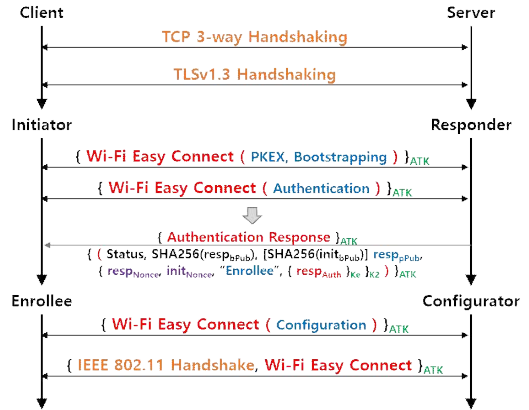 Client Server
TCP 3-way Handshaking
TLSv1.3 Handshaking
Initiator Responder
{ Wi-Fi Easy Connect ( PKEX, Bootstrapping ) }ATK
{ Wi-Fi Easy Connect ( Authentication ) }ATK
{ Authentication Response }ATK
{ ( Status, SHA256(respbPub), [SHA256(initbPub)] resppPub,
{ respNonce, initNonce, "Enrollee", { respAuth }Ke }K2 ) }ATK
Enrollee Configurator
{ Wi-Fi Easy Connect ( Configuration ) }ATK
{ IEEE 802.11 Handshake, Wi-Fi Easy Connect }ATK